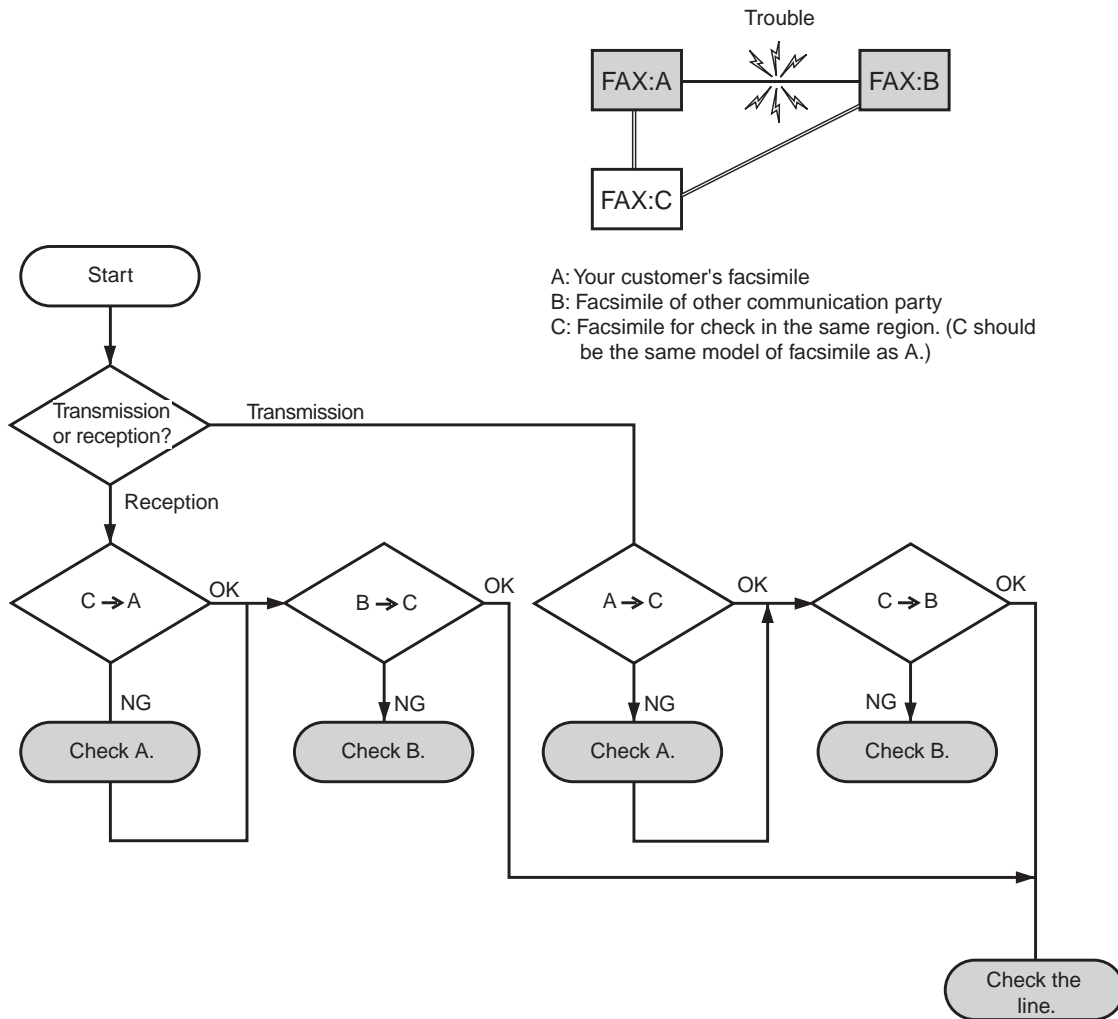 Trouble
FAX:A
FAX:B
FAX:C
A: Your customer's facsimile
B: Facsimile of other communication party
C: Facsimile for check in the same region. (C should
be the same model of facsimile as A.)
Start
Transmission
or reception?
Transmission
Reception
C → A
OK
B → C
OK
A → C
OK
C → B
OK
NG
NG
NG
NG
Check A.
Check B.
Check A.
Check B.
Check the
line.